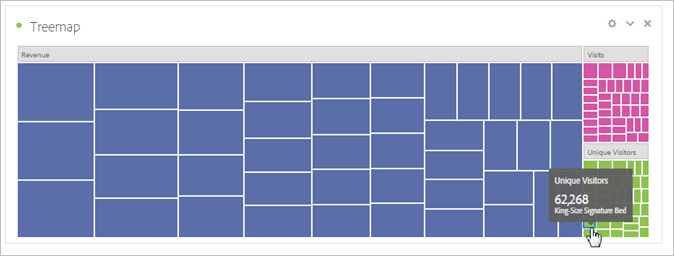 Treemap
Revenue
Visits
Unique Visitors
Unique Visitors
62,268
King-Size Signature Bed